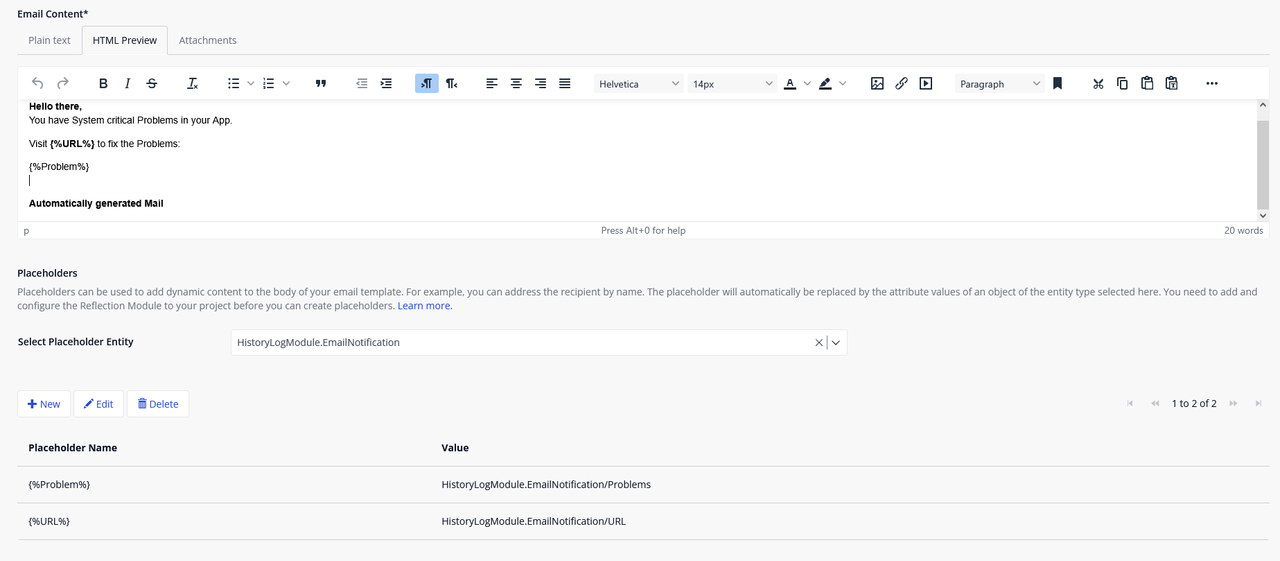 Email Content*
Plain text HTML Preview Attachments
Helvetica 14px Paragraph
Hello there,
You have System critical Problems in your App.
Visit {%URL%} to fix the Problems:
{%Problem%}
Automatically generated Mail
p Press Alt+0 for help 20 words
Placeholders
Placeholders can be used to add dynamic content to the body of your email template. For example, you can address the recipient by name. The placeholder will automatically be replaced by the attribute values of an object of the entity type selected here. You need to add and
configure the Reflection Module to your project before you can create placeholders. Learn more.
Select Placeholder Entity HistoryLogModule.EmailNotification
New Edit Delete 1 to 2 of 2
Placeholder Name Value
{%Problem%} HistoryLogModule.EmailNotification/Problems
{%URL%} HistoryLogModule.EmailNotification/URL